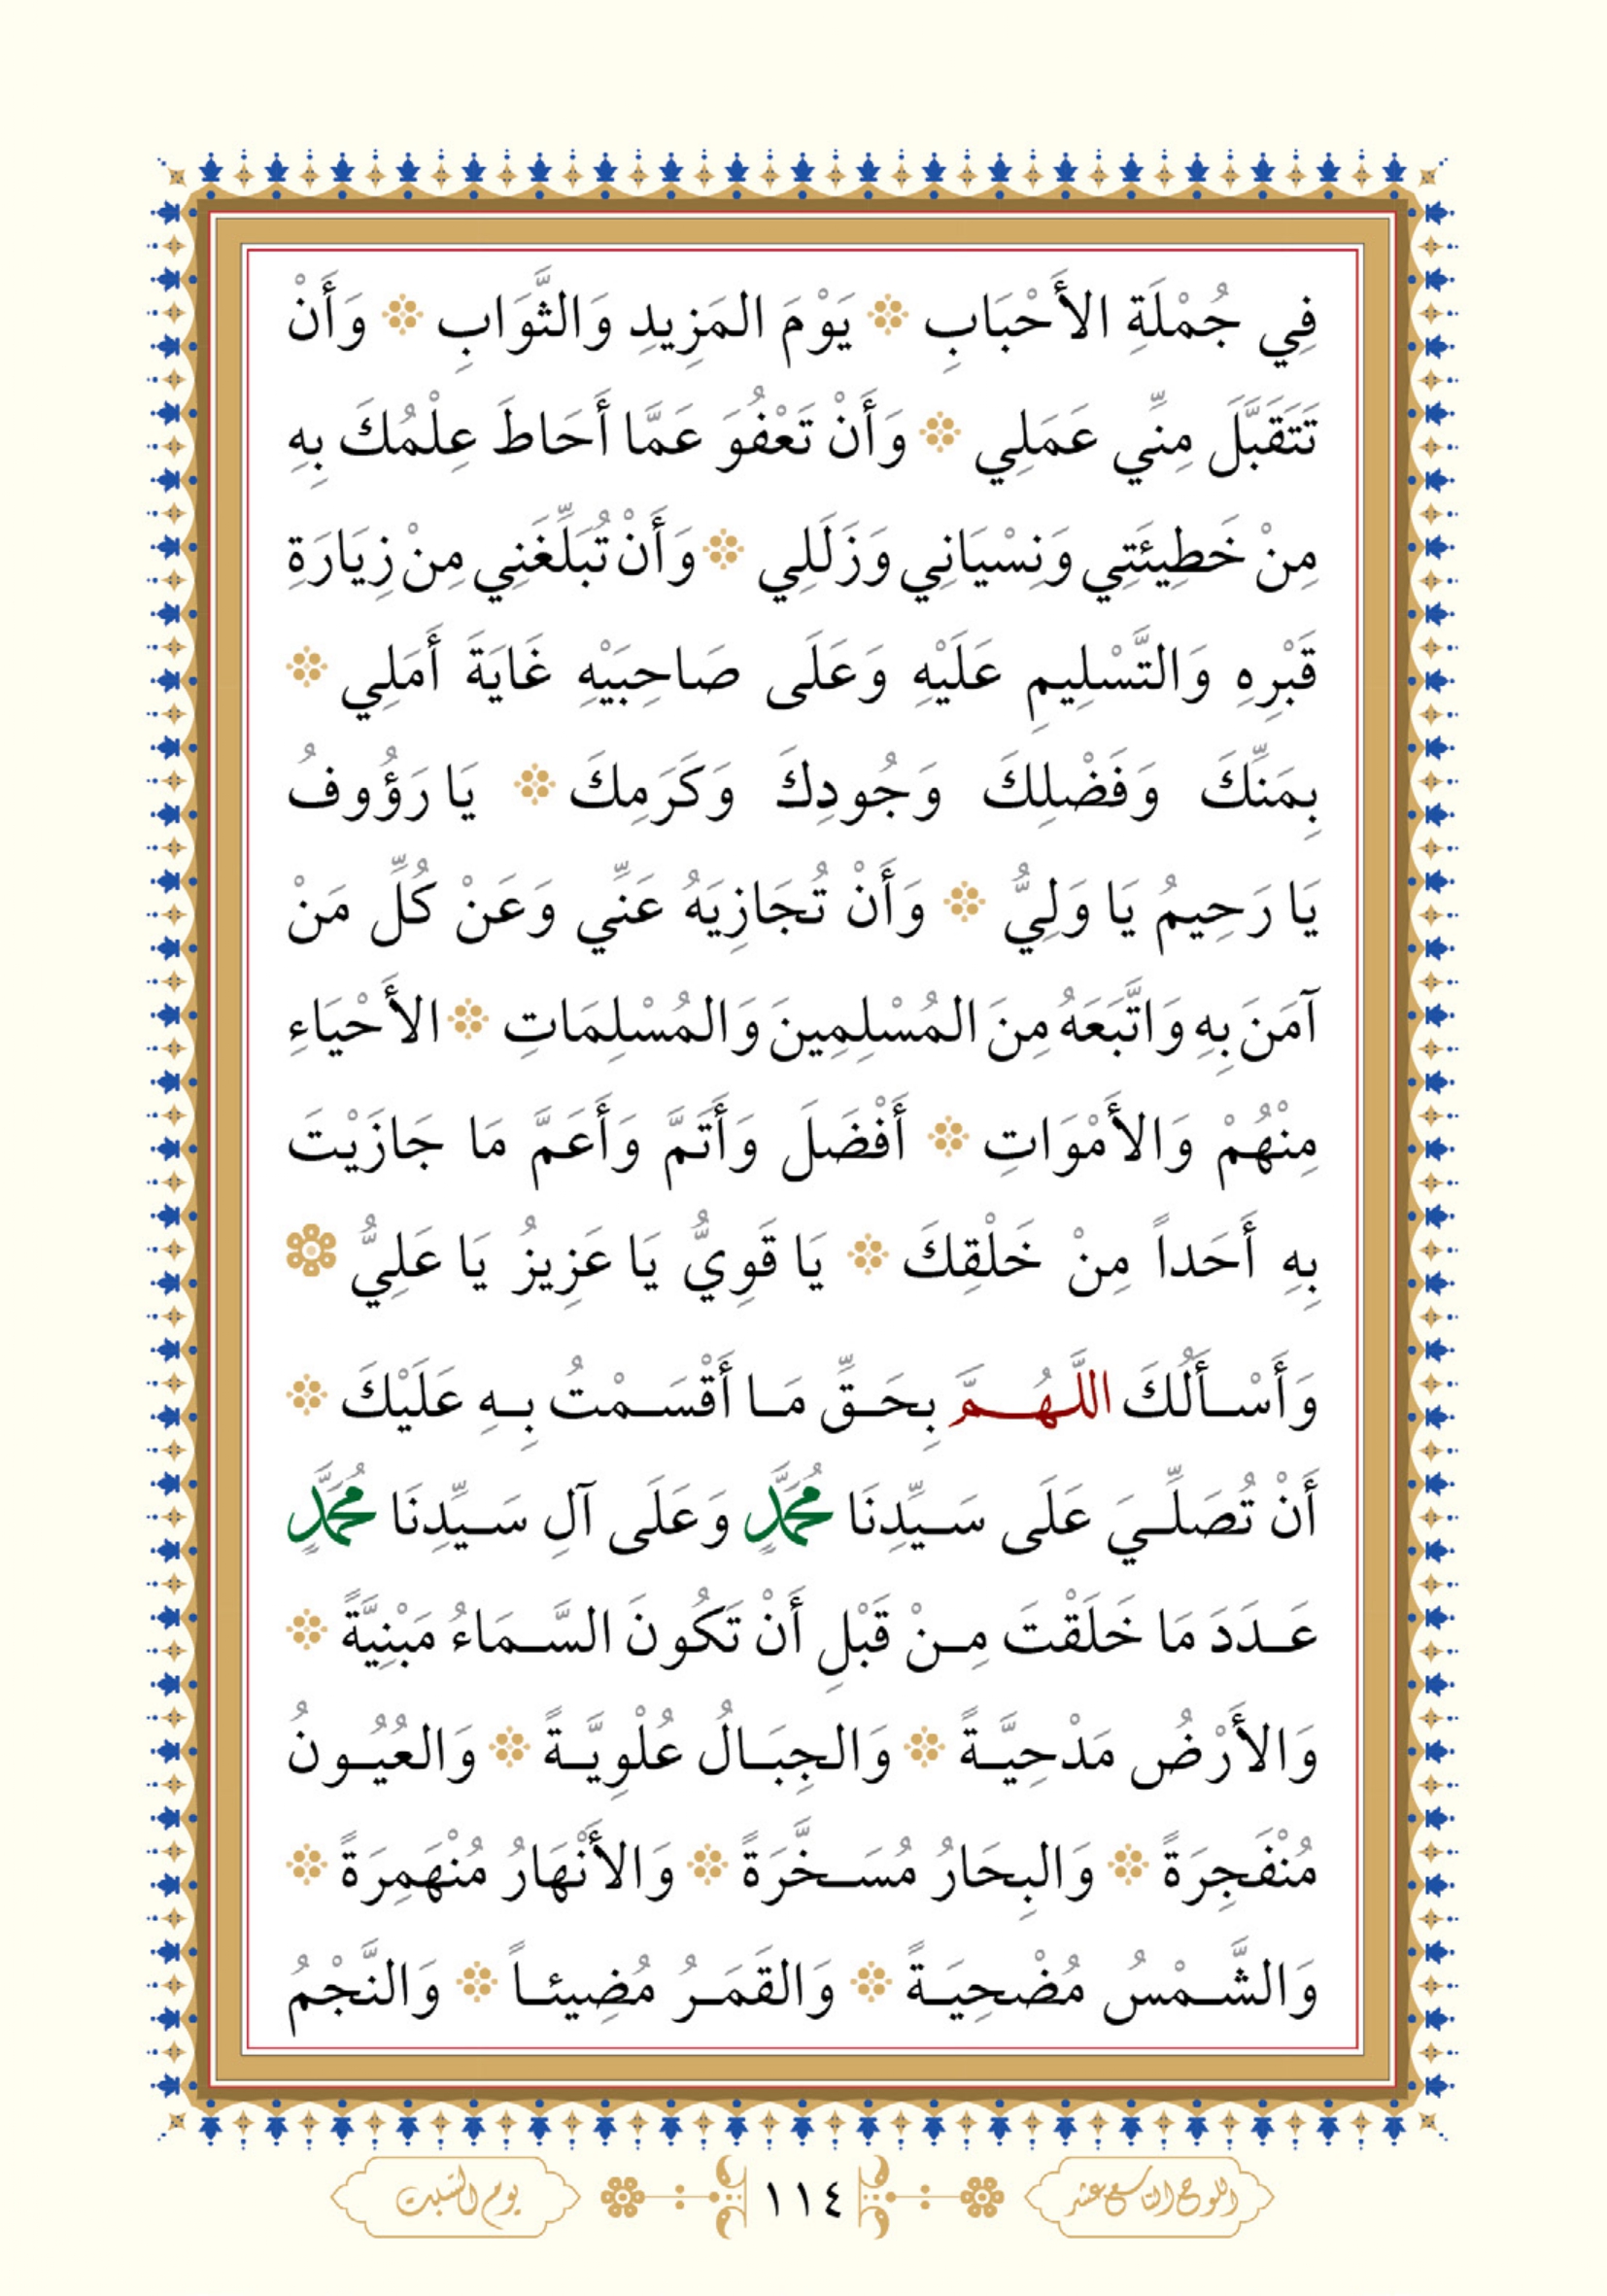 فِي جُمْلَةِ الأَحْبَابِ ۞ يَوْمَ المَزِيدِ وَالثَّوَابِ ۞ وَأَنْ
تَتَقَبَّلَ مِنِّي عَمَلِي ۞ وَأَنْ تَعْفُوَ عَمَّا أَحَاطَ عِلْمُكَ بِهِ
مِنْ خَطِيئَتِي وَنِسْيَانِي وَزَلَلِي ۞ وَأَنْ تُبَلِّغَنِي مِنْ زِيَارَةِ
قَبْرِهِ وَالتَّسْلِيمِ عَلَيْهِ وَعَلَى صَاحِبَيْهِ غَايَةَ أَمَلِي ۞
بِمَنِّكَ وَفَضْلِكَ وَجُودِكَ وَكَرَمِكَ ۞ يَا رَؤُوفُ
يَا رَحِيمُ يَا وَلِيُّ ۞ وَأَنْ تُجَازِيَهُ عَنِّي وَعَنْ كُلِّ مَنْ
آمَنَ بِهِ وَاتَّبَعَهُ مِنَ المُسْلِمِينَ وَالمُسْلِمَاتِ ۞ الأَحْيَاءِ
مِنْهُمْ وَالأَمْوَاتِ ۞ أَفْضَلَ وَأَتَمَّ وَأَعَمَّ مَا جَازَيْتَ
بِهِ أَحَداً مِنْ خَلْقِكَ ۞ يَا قَوِيُّ يَا عَزِيزُ يَا عَلِيُّ ۞
وَأَسْأَلُكَ اللَّهُمَّ بِحَقِّ مَا أَقْسَمْتُ بِهِ عَلَيْكَ ۞
أَنْ تُصَلِّيَ عَلَى سَيِّدِنَا مُحَمَّدٍ وَعَلَى آلِ سَيِّدِنَا مُحَمَّدٍ
عَدَدَ مَا خَلَقْتَ مِنْ قَبْلِ أَنْ تَكُونَ السَّمَاءُ مَبْنِيَّةً ۞
وَالأَرْضُ مَدْحِيَّةً ۞ وَالجِبَالُ عُلْوِيَّةً ۞ وَالعُيُونُ
مُنْفَجِرَةً ۞ وَالبِحَارُ مُسَخَّرَةً ۞ وَالأَنْهَارُ مُنْهَمِرَةً ۞
وَالشَّمْسُ مُضْحِيَةً ۞ وَالقَمَرُ مُضِيئاً ۞ وَالنَّجْمُ
اللوح التاسع عشر ١١٤ يوم السبت